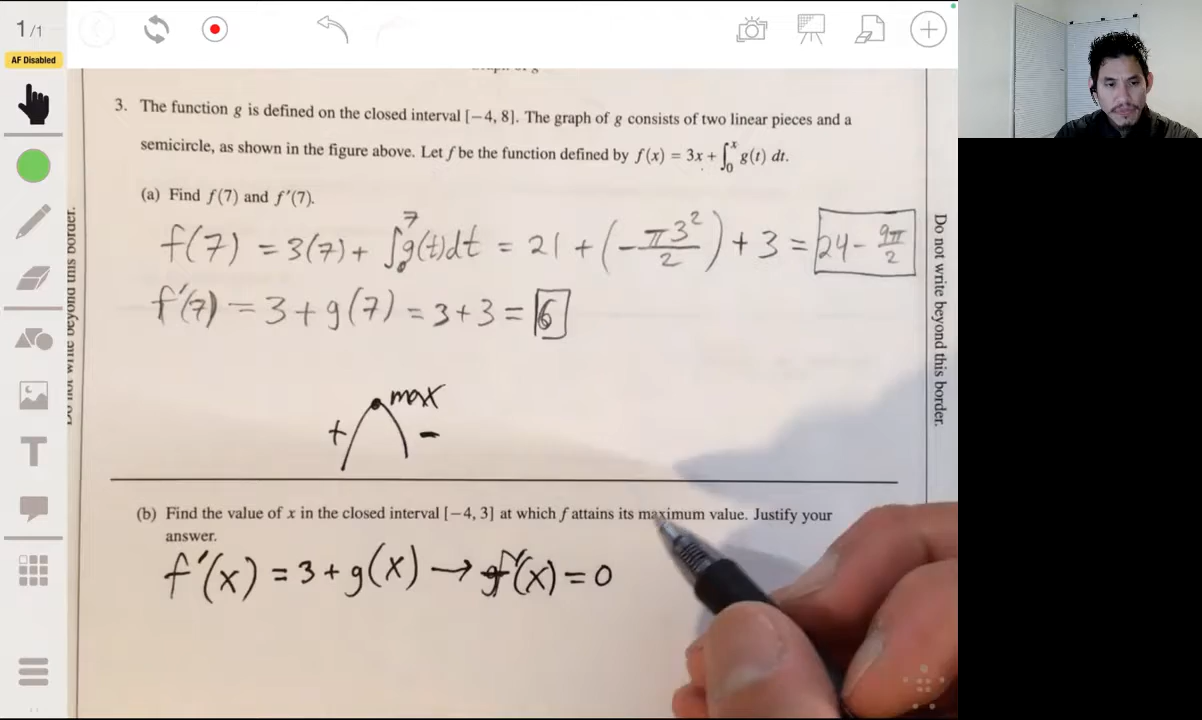 1/1
AF Disabled
T
Graph of g
3. The function g is defined on the closed interval [−4, 8]. The graph of g consists of two linear pieces and a
semicircle, as shown in the figure above. Let f be the function defined by f(x) = 3x + ∫₀ˣ g(t) dt.
(a) Find f(7) and f′(7).
f(7) = 3(7) + ∫₀⁷ g(t)dt = 21 + (−π3²/2) + 3 = 24 − 9π/2
f′(7) = 3 + g(7) = 3 + 3 = 6
max
+ −
(b) Find the value of x in the closed interval [−4, 3] at which f attains its maximum value. Justify your
answer.
f′(x) = 3 + g(x) → f′(x) = 0
Do not write beyond this border.
Do not write beyond this border.